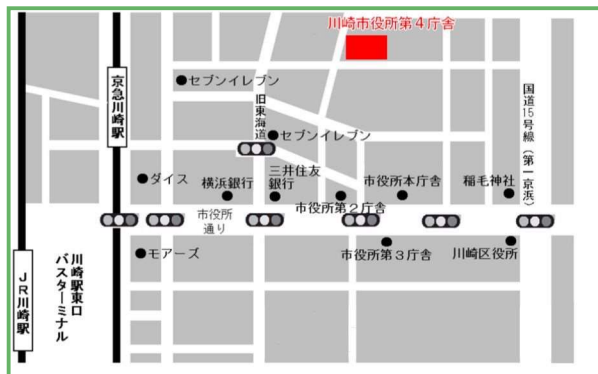 川崎市役所第4庁舎
セブンイレブン
京急川崎駅
旧東海道
国道15号線(第一京浜)
セブンイレブン
ダイス
横浜銀行
三井住友
銀行
市役所本庁舎
稲毛神社
市役所第2庁舎
市役所
通り
モアーズ
市役所第3庁舎
川崎区役所
川崎駅東口
バスターミナル
JR川崎駅